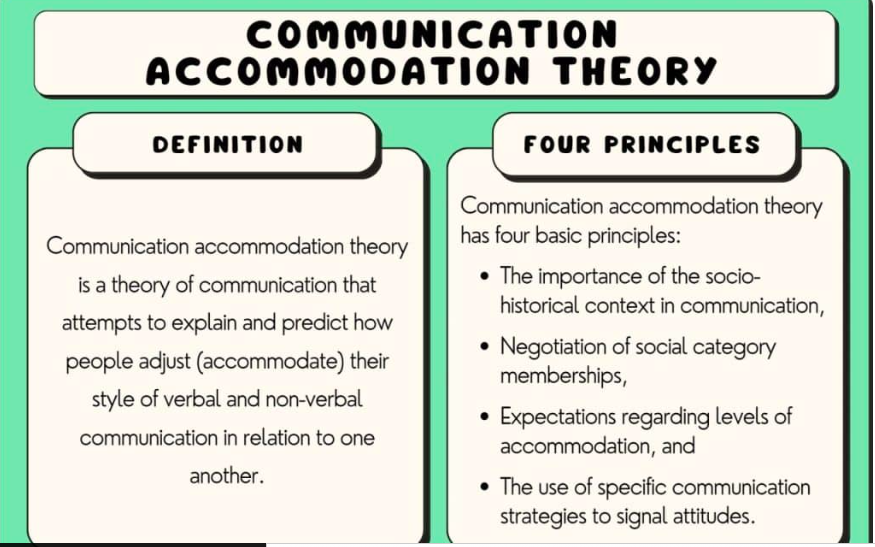 COMMUNICATION
ACCOMMODATION THEORY
DEFINITION
Communication accommodation theory
is a theory of communication that
attempts to explain and predict how
people adjust (accommodate) their
style of verbal and non-verbal
communication in relation to one
another.
FOUR PRINCIPLES
Communication accommodation theory
has four basic principles:
• The importance of the socio-
historical context in communication,
• Negotiation of social category
memberships,
• Expectations regarding levels of
accommodation, and
• The use of specific communication
strategies to signal attitudes.